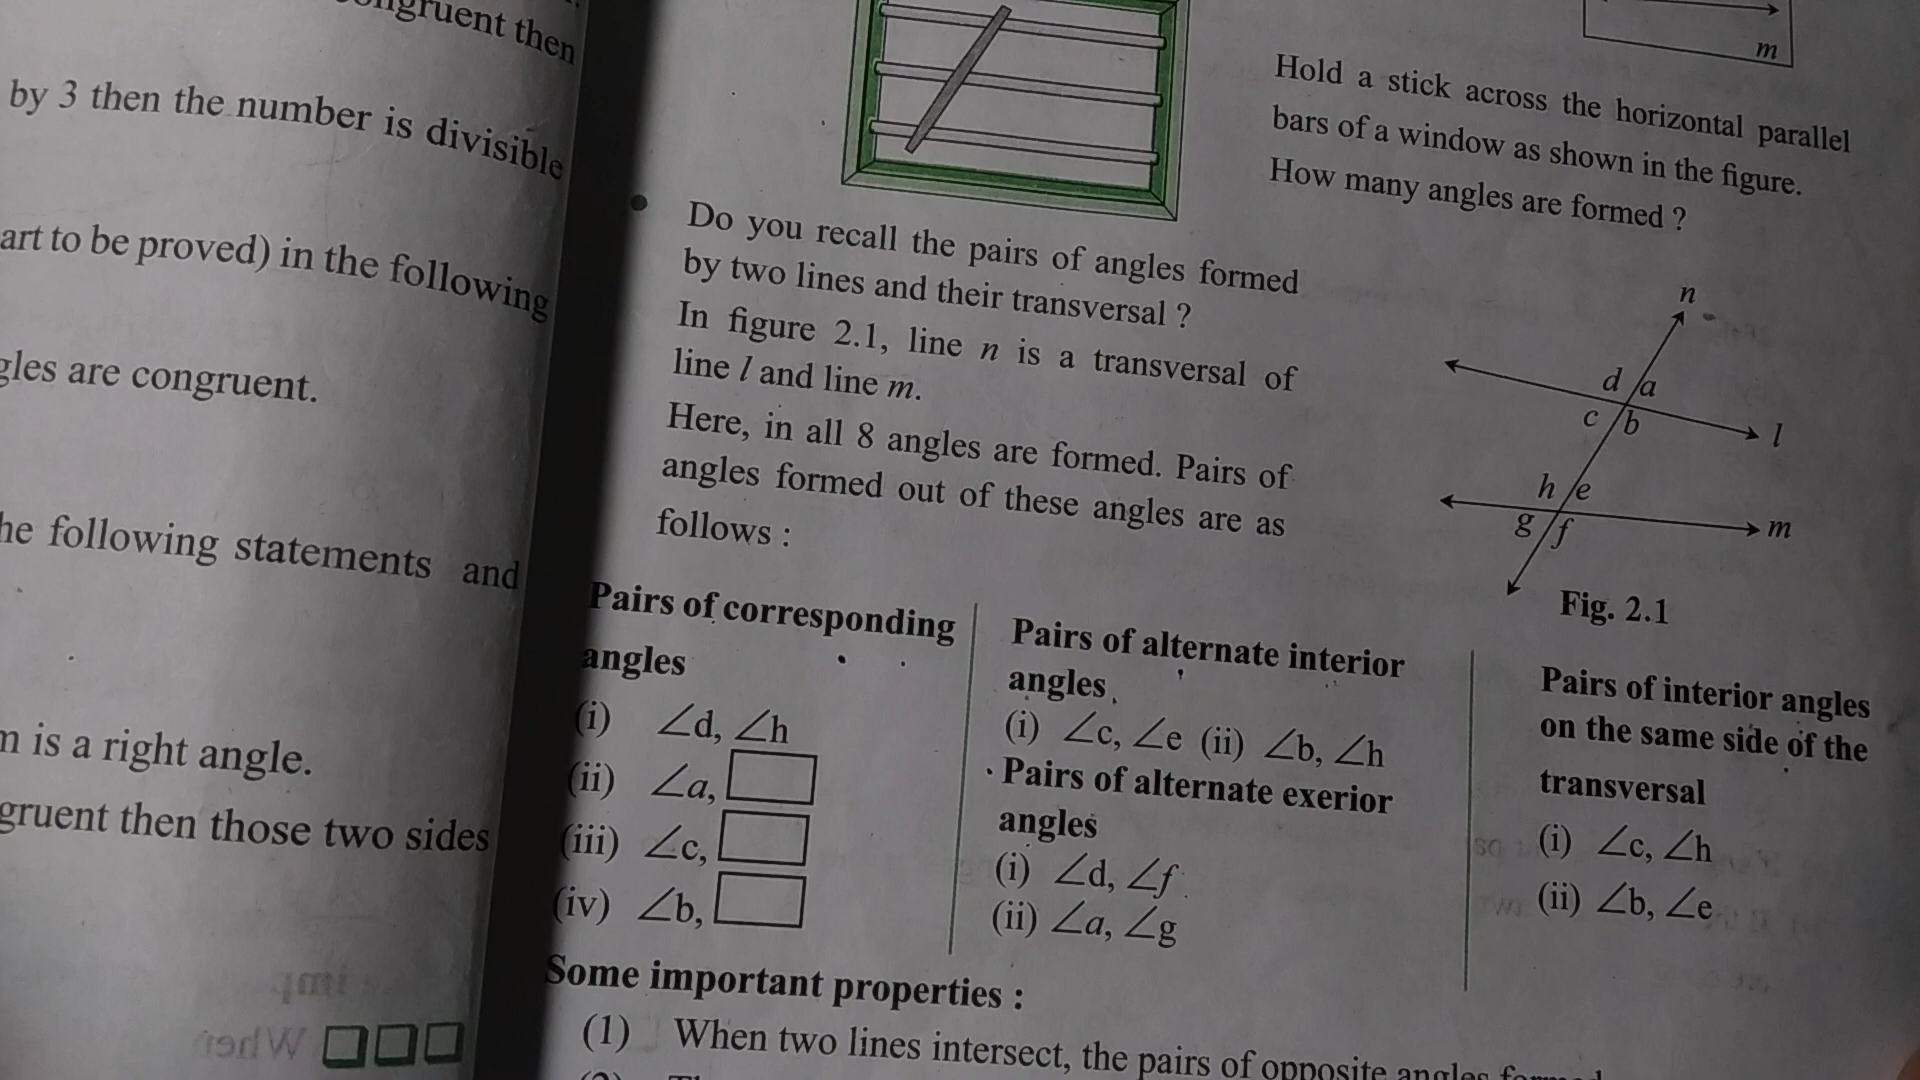 then
by 3 then the number is divisible
to be proved) in the following
are congruent.
following statements and
is a right angle.
then those two sides
m
Hold a stick across the horizontal parallel
bars of a window as shown in the figure.
How many angles are formed ?
• Do you recall the pairs of angles formed
by two lines and their transversal ?
In figure 2.1, line n is a transversal of
line l and line m.
Here, in all 8 angles are formed. Pairs of
angles formed out of these angles are as
follows :
n
d a
c b
l
h e
g f
m
Fig. 2.1
Pairs of corresponding
angles
(i) ∠d, ∠h
(ii) ∠a,
(iii) ∠c,
(iv) ∠b,
Pairs of alternate interior
angles
(i) ∠c, ∠e (ii) ∠b, ∠h
Pairs of alternate exerior
angles
(i) ∠d, ∠f
(ii) ∠a, ∠g
Pairs of interior angles
on the same side of the
transversal
(i) ∠c, ∠h
(ii) ∠b, ∠e
Some important properties :
(1) When two lines intersect, the pairs of opposite angles formed